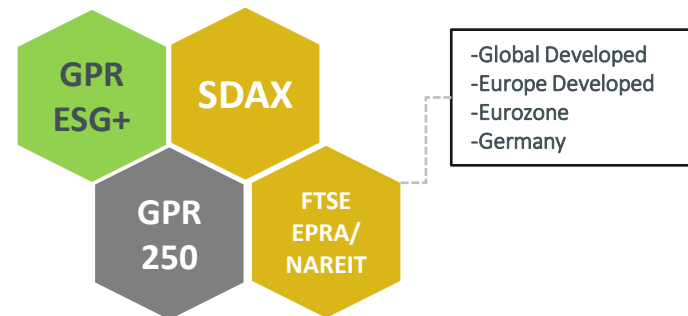 GPR
ESG+
SDAX
GPR
250
FTSE
EPRA/
NAREIT
-Global Developed
-Europe Developed
-Eurozone
-Germany